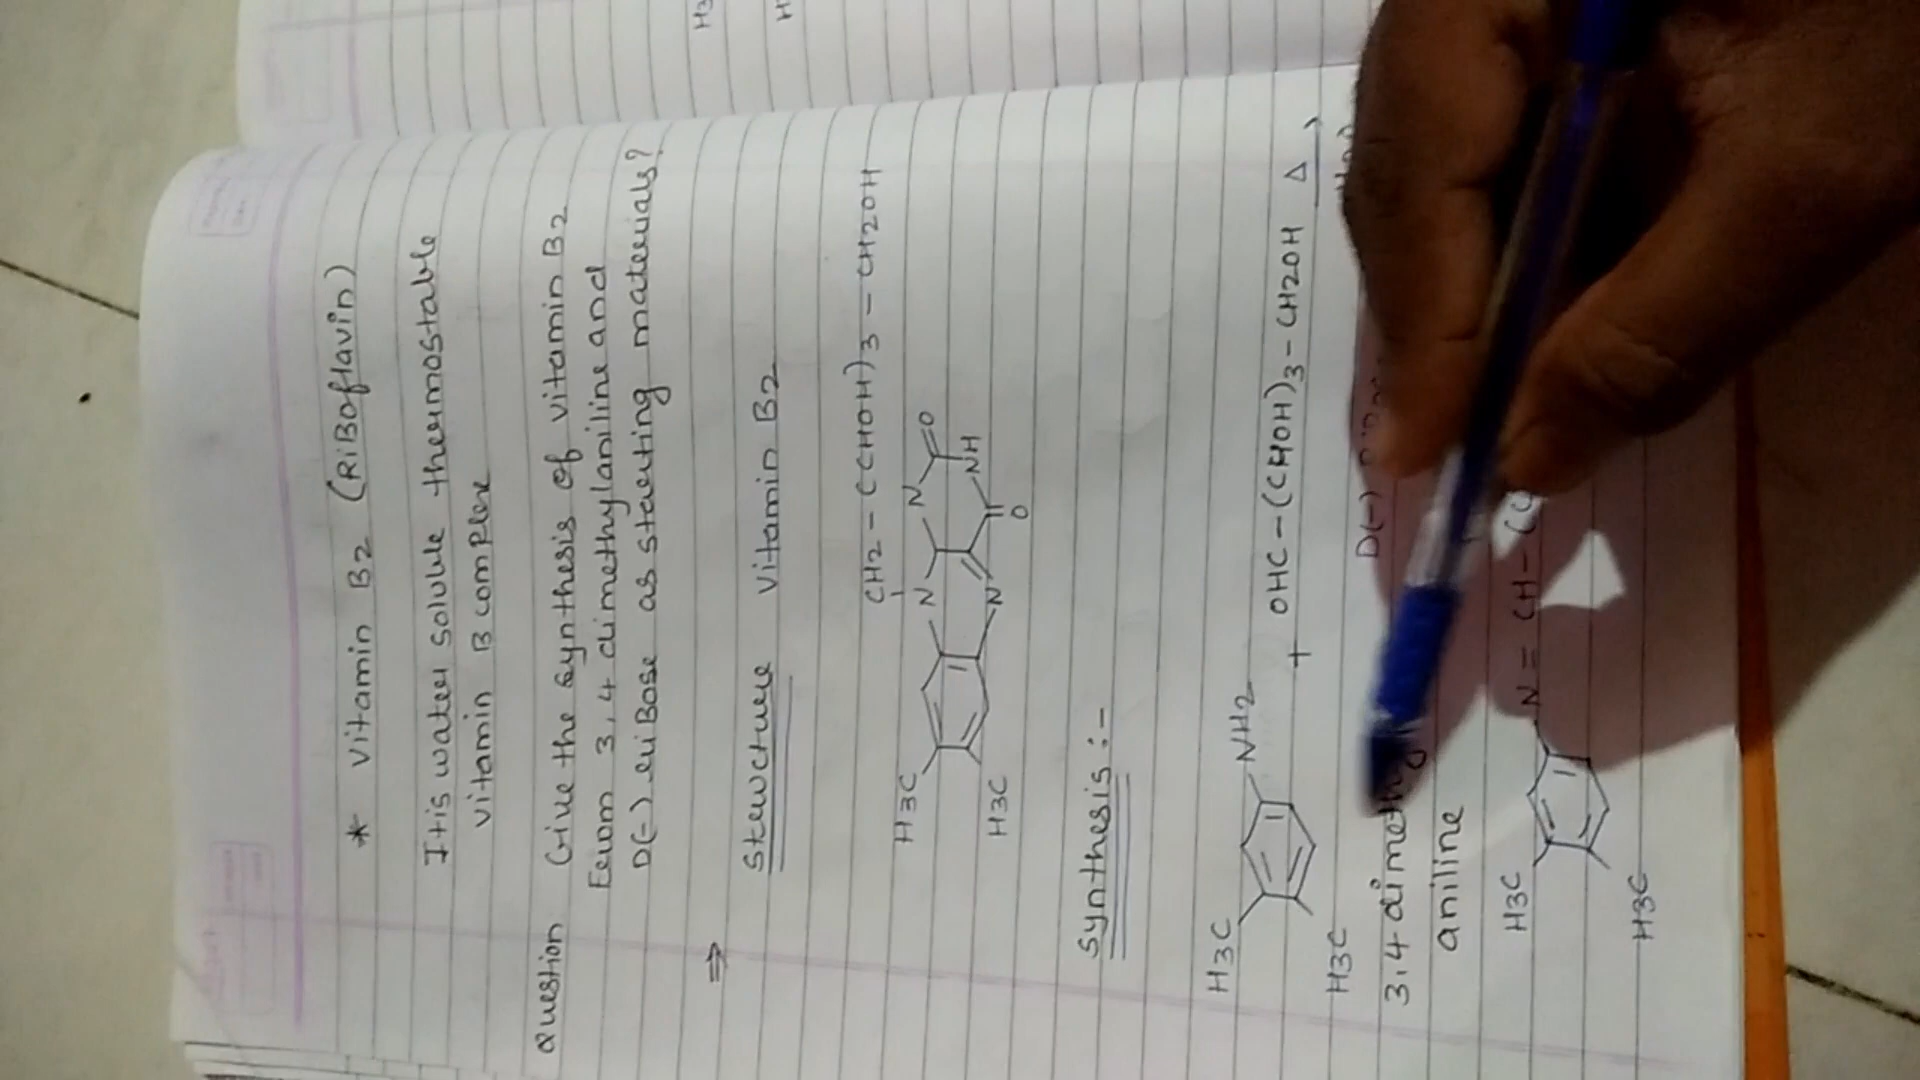 * Vitamin B2 (RiBoflavin)
It is water soluble thermostable
vitamin B complex
Question Give the synthesis of vitamin B2
From 3,4 dimethylaniline and
D(-) riBose as starting materials?
⇒ Structure Vitamin B2
CH2 - (CHOH)3 - CH2OH
H3C N N O
H3C N NH
O
Synthesis :-
H3C NH2 + OHC - (CHOH)3 - CH2OH Δ →
H3C
3,4 dimethy D(-)
aniline
H3C N = CH - (C
H3C
H3
H